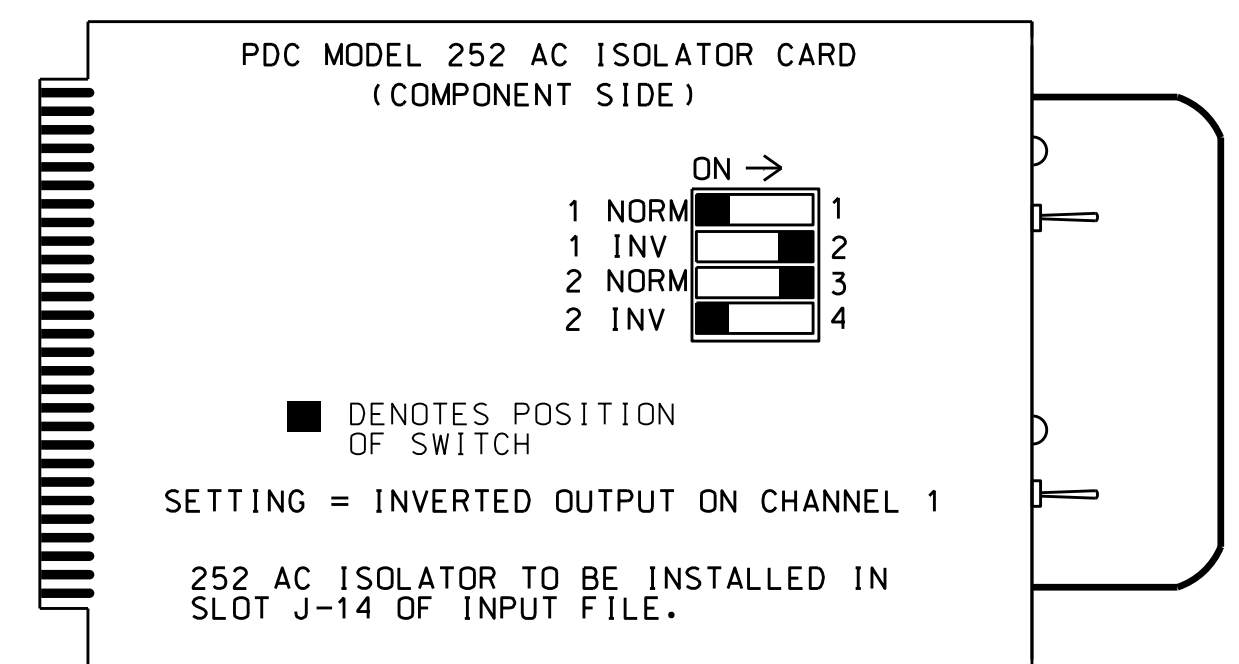 PDC MODEL 252 AC ISOLATOR CARD
(COMPONENT SIDE)
ON →
1 NORM 1
1 INV 2
2 NORM 3
2 INV 4
DENOTES POSITION
OF SWITCH
SETTING = INVERTED OUTPUT ON CHANNEL 1
252 AC ISOLATOR TO BE INSTALLED IN
SLOT J-14 OF INPUT FILE.